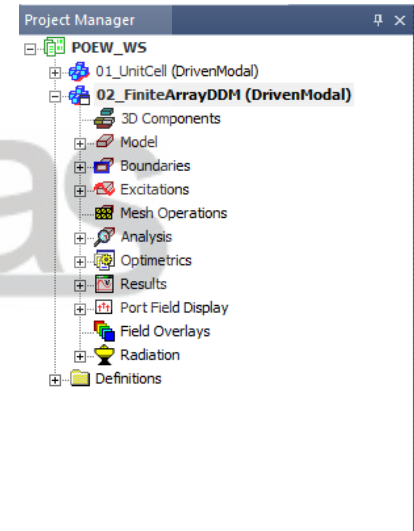 Project Manager
POEW_WS
01_UnitCell (DrivenModal)
02_FiniteArrayDDM (DrivenModal)
3D Components
Model
Boundaries
Excitations
Mesh Operations
Analysis
Optimetrics
Results
Port Field Display
Field Overlays
Radiation
Definitions
as